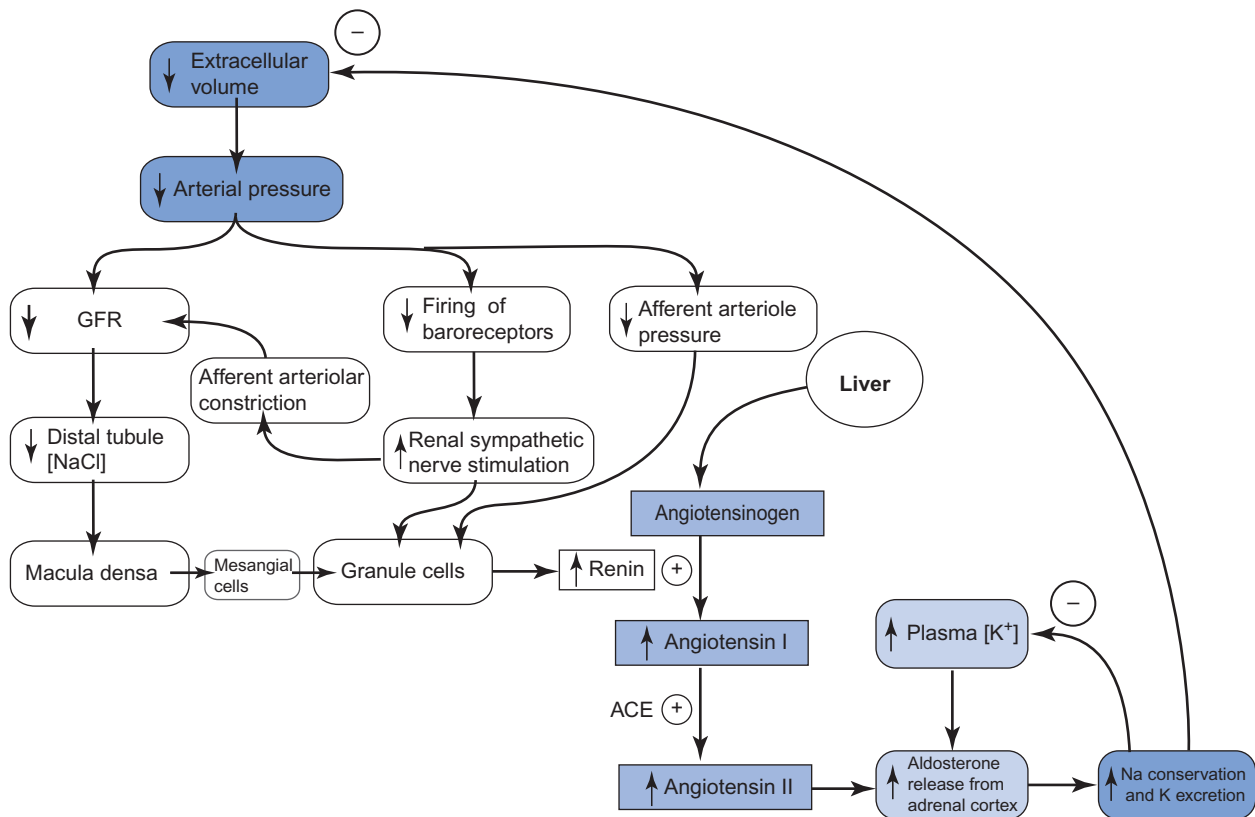 −
Extracellular
volume
Arterial pressure
GFR
Firing of
baroreceptors
Afferent arteriole
pressure
Afferent arteriolar
constriction
Liver
Distal tubule
[NaCl]
Renal sympathetic
nerve stimulation
Angiotensinogen
Macula densa
Mesangial
cells
Granule cells
Renin
+
−
Plasma [K⁺]
Angiotensin I
ACE
+
Angiotensin II
Aldosterone
release from
adrenal cortex
Na conservation
and K excretion